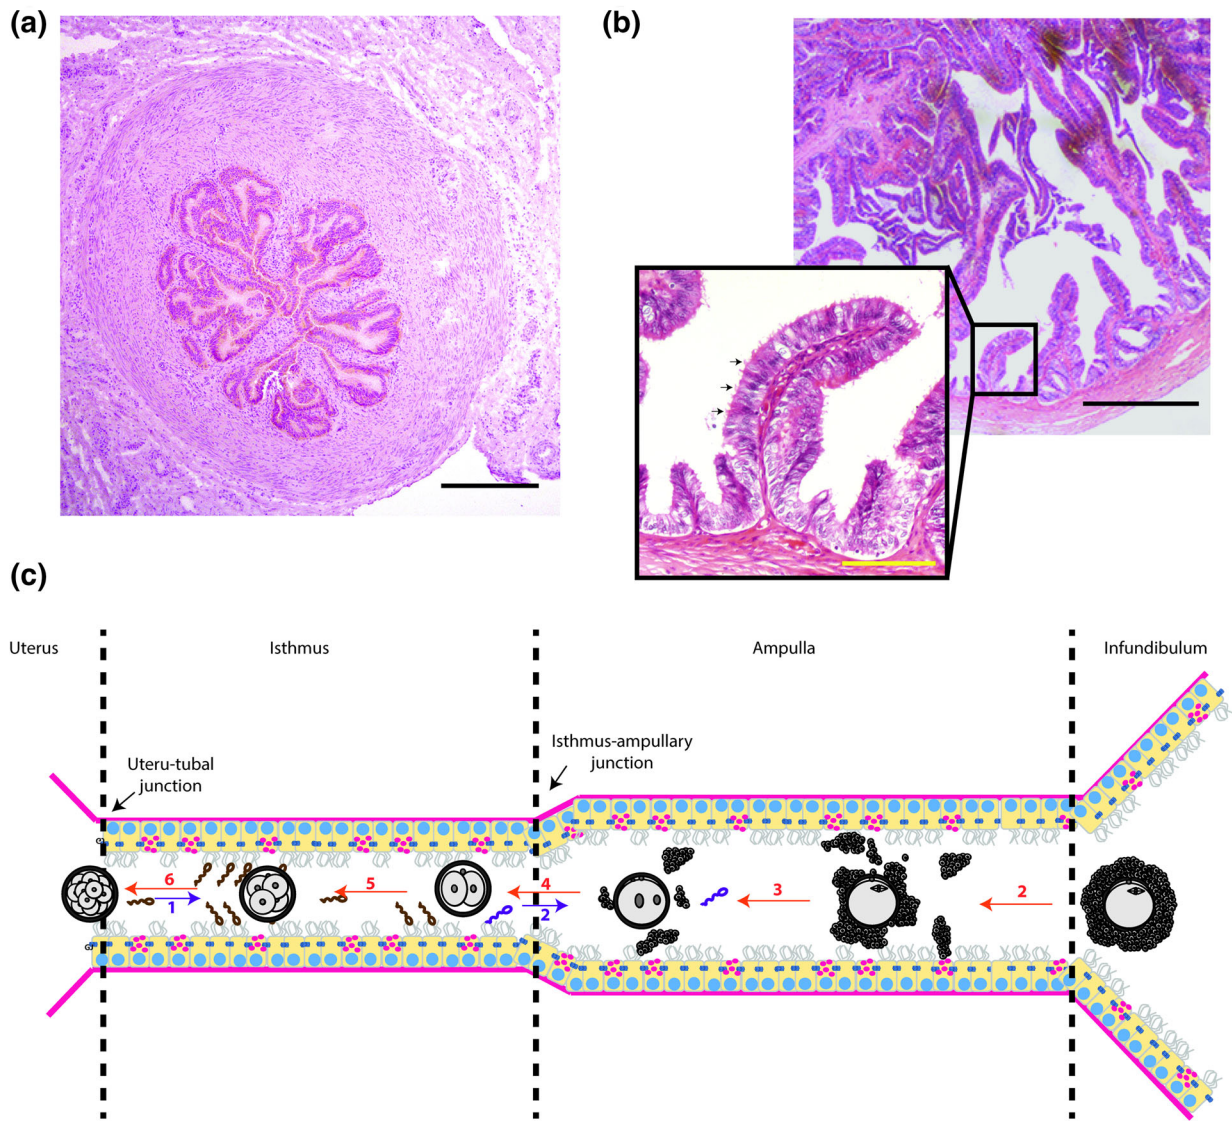 (a)
(b)
(c)
Uterus
Isthmus
Ampulla
Infundibulum
Uteru-tubal
junction
Isthmus-ampullary
junction
6
1
5
4
2
3
2